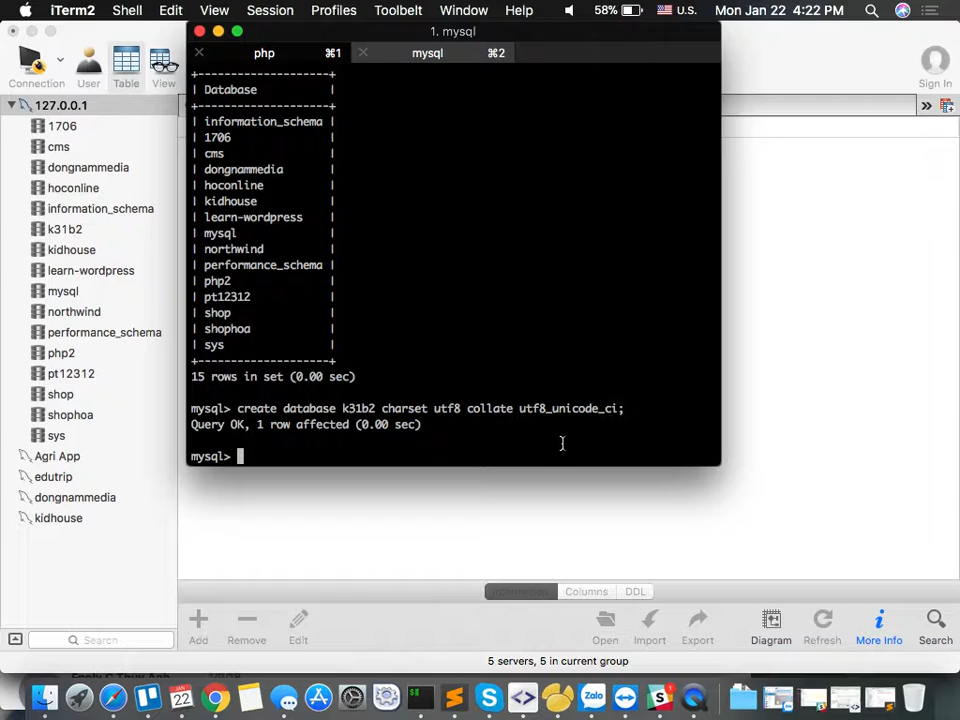 iTerm2 Shell Edit View Session Profiles Toolbelt Window Help 58% U.S. Mon Jan 22 4:22 PM
1. mysql
php ⌘1 mysql ⌘2
Connection User Table View Sign In
127.0.0.1
1706
cms
dongnammedia
hoconline
information_schema
k31b2
kidhouse
learn-wordpress
mysql
northwind
performance_schema
php2
pt12312
shop
shophoa
sys
Agri App
edutrip
dongnammedia
kidhouse
Search
+--------------------+
| Database |
+--------------------+
| information_schema |
| 1706 |
| cms |
| dongnammedia |
| hoconline |
| kidhouse |
| learn-wordpress |
| mysql |
| northwind |
| performance_schema |
| php2 |
| pt12312 |
| shop |
| shophoa |
| sys |
+--------------------+
15 rows in set (0.00 sec)
mysql> create database k31b2 charset utf8 collate utf8_unicode_ci;
Query OK, 1 row affected (0.00 sec)
mysql>
Information Columns DDL
Add Remove Edit Open Import Export Diagram Refresh More Info Search
5 servers, 5 in current group
JAN
22
Zalo